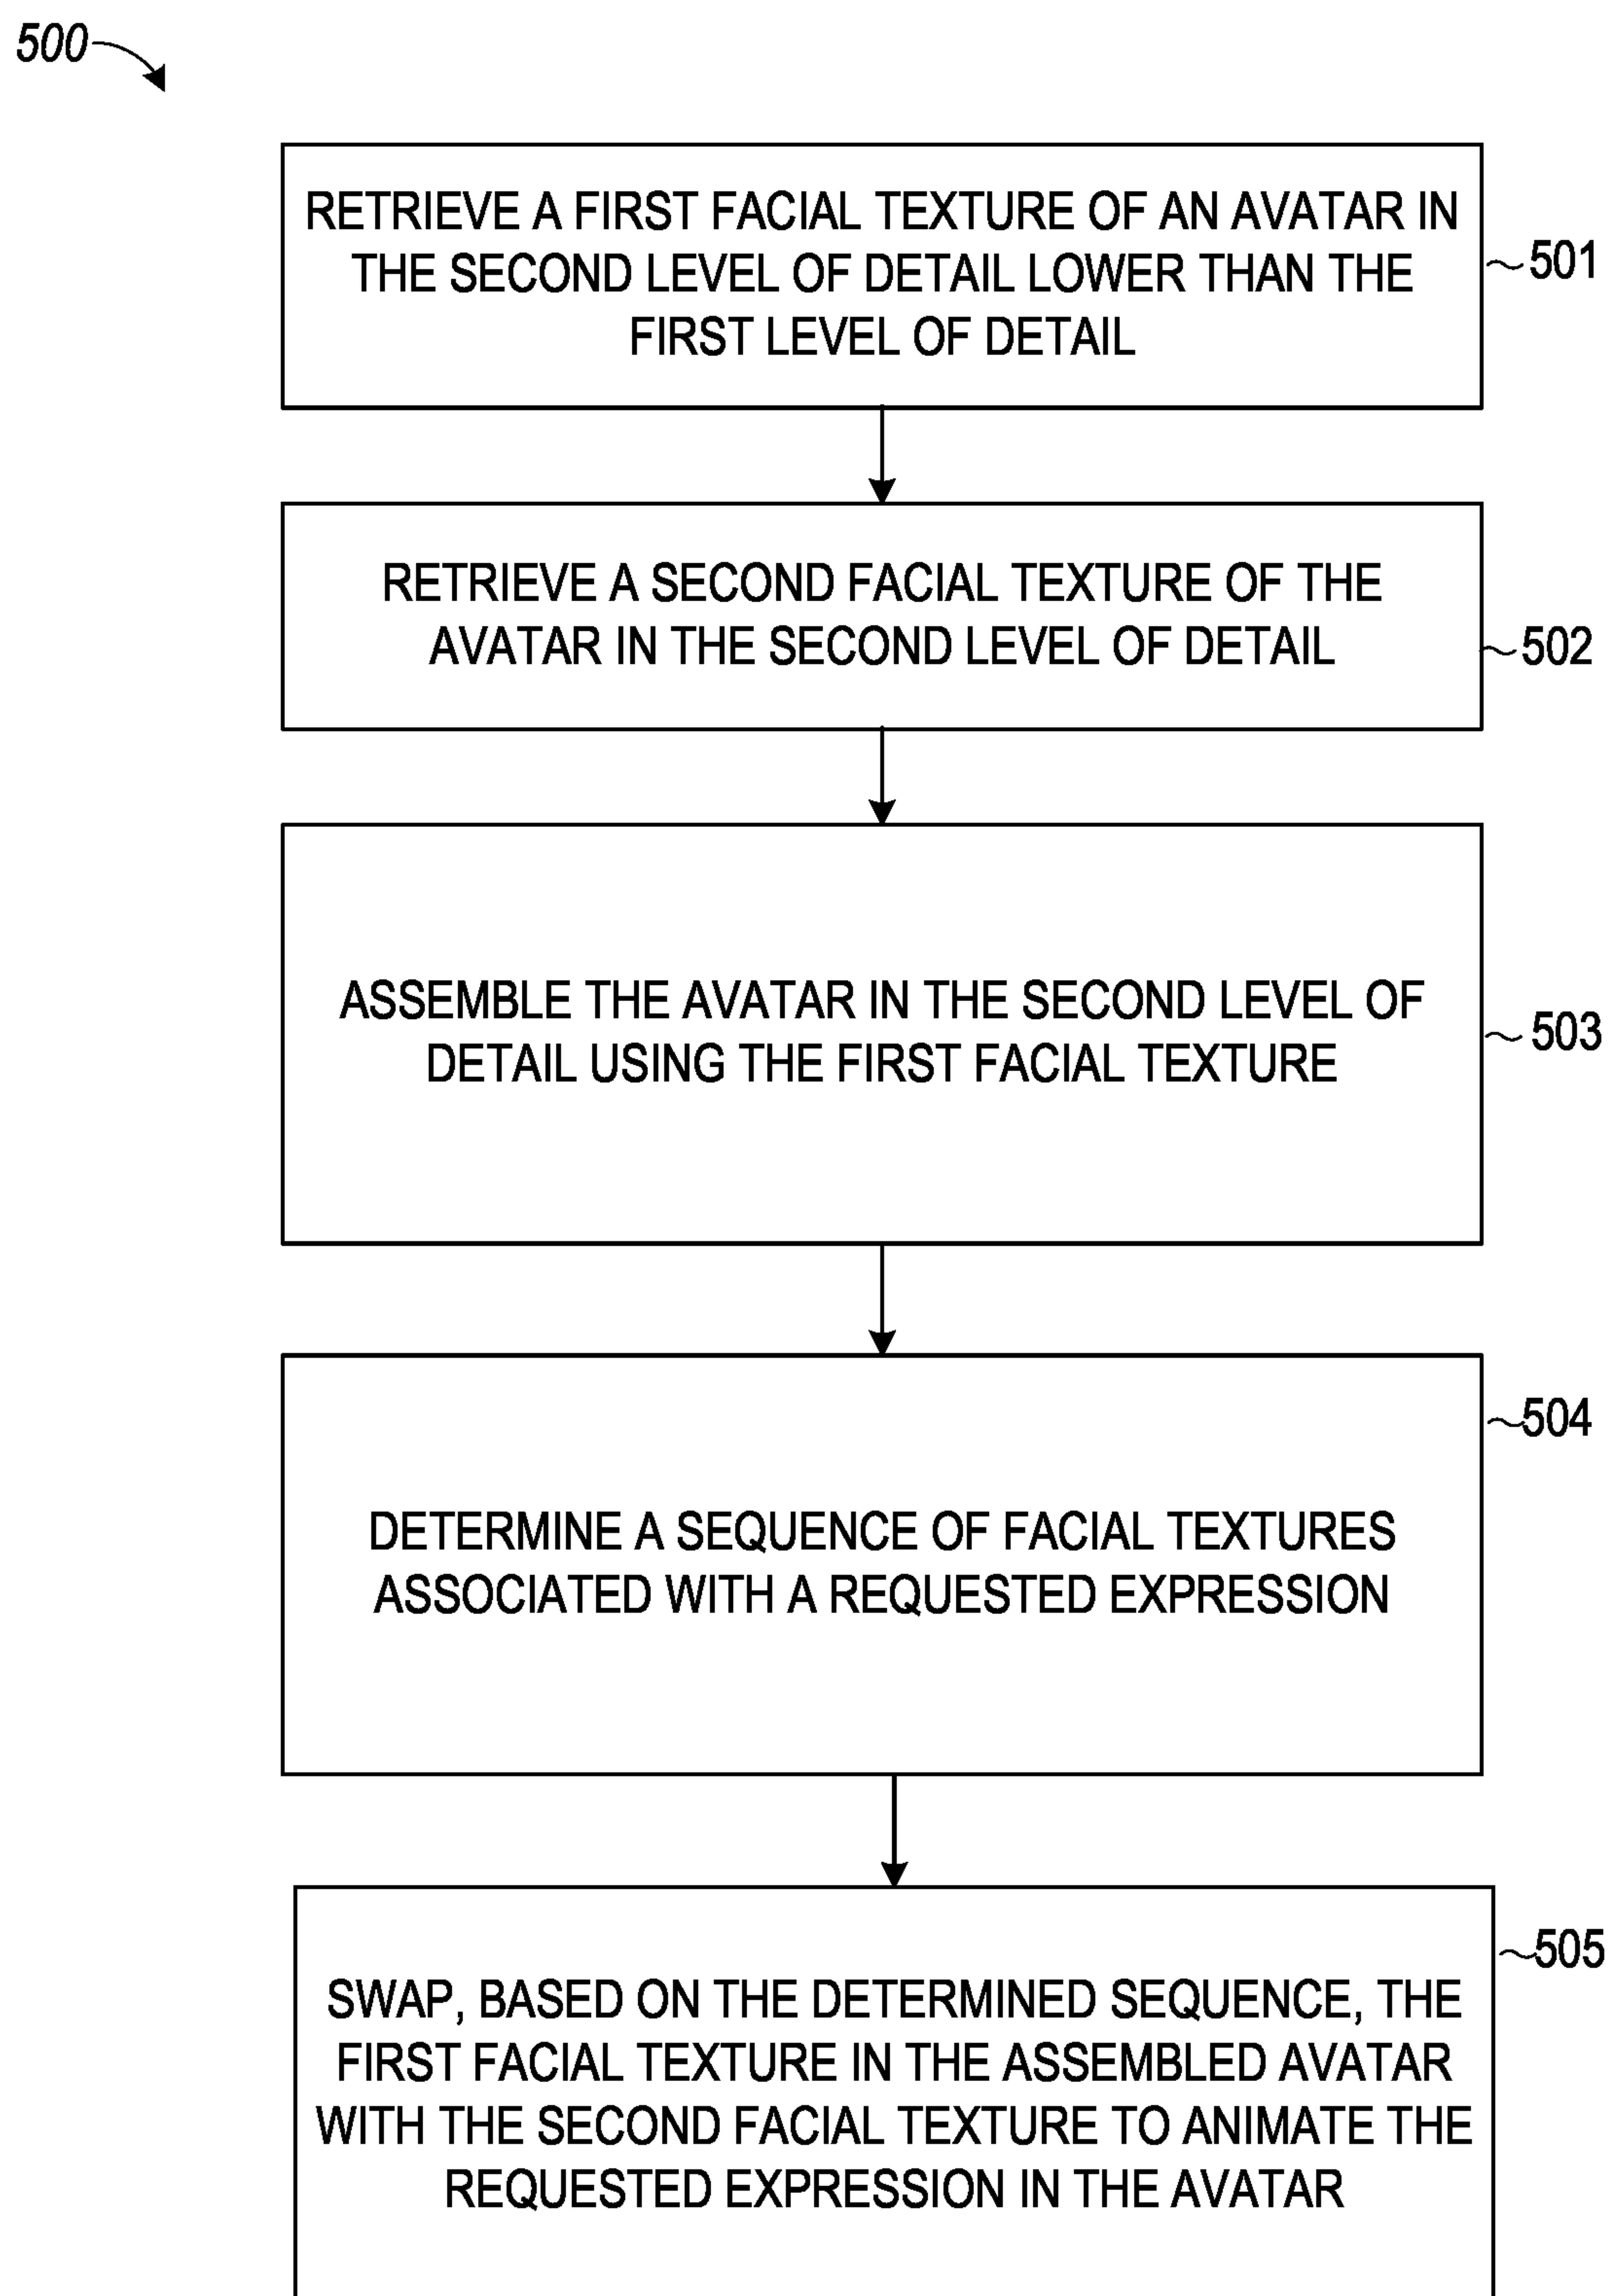 500
RETRIEVE A FIRST FACIAL TEXTURE OF AN AVATAR IN
THE SECOND LEVEL OF DETAIL LOWER THAN THE
FIRST LEVEL OF DETAIL
501
RETRIEVE A SECOND FACIAL TEXTURE OF THE
AVATAR IN THE SECOND LEVEL OF DETAIL
502
ASSEMBLE THE AVATAR IN THE SECOND LEVEL OF
DETAIL USING THE FIRST FACIAL TEXTURE
503
504
DETERMINE A SEQUENCE OF FACIAL TEXTURES
ASSOCIATED WITH A REQUESTED EXPRESSION
505
SWAP, BASED ON THE DETERMINED SEQUENCE, THE
FIRST FACIAL TEXTURE IN THE ASSEMBLED AVATAR
WITH THE SECOND FACIAL TEXTURE TO ANIMATE THE
REQUESTED EXPRESSION IN THE AVATAR